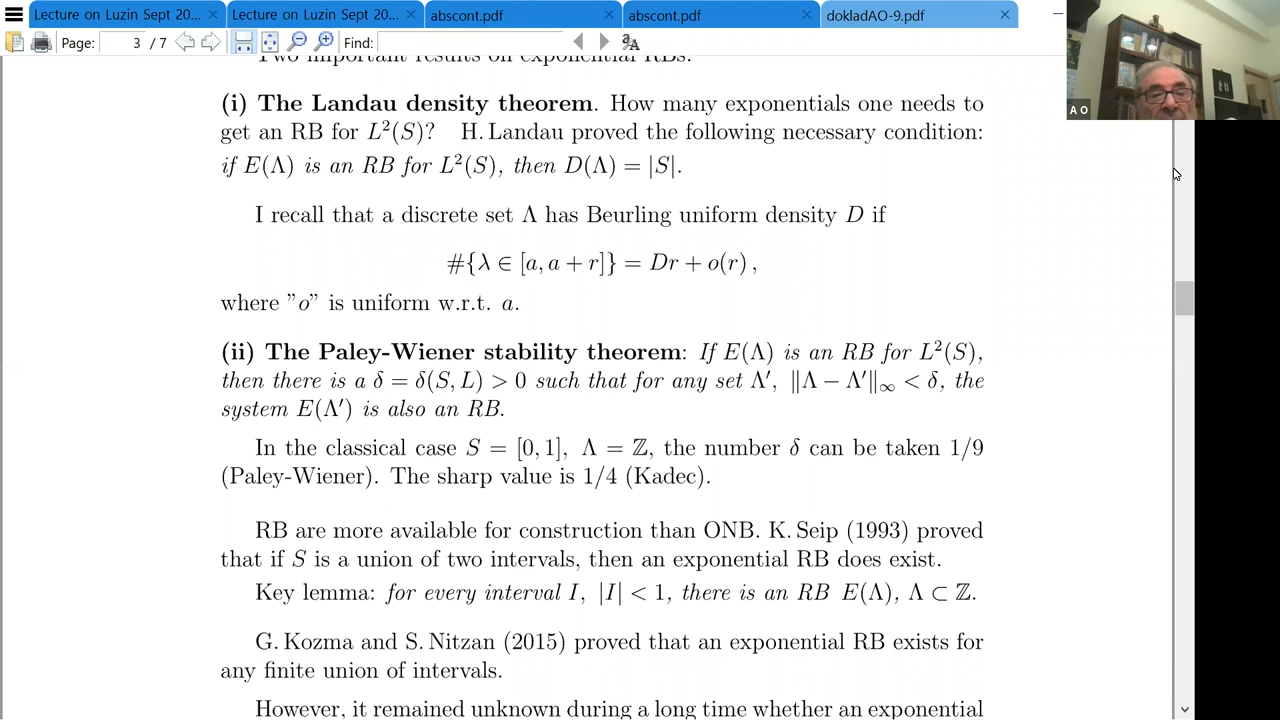 Lecture on Luzin Sept 20...
Lecture on Luzin Sept 20...
abscont.pdf
abscont.pdf
dokladAO-9.pdf
Page: 3 / 7
Find:
A O
Two important results on exponential RBs.
(i) The Landau density theorem. How many exponentials one needs to
get an RB for L²(S)? H. Landau proved the following necessary condition:
if E(Λ) is an RB for L²(S), then D(Λ) = |S|.
I recall that a discrete set Λ has Beurling uniform density D if
#{λ ∈ [a, a + r]} = Dr + o(r) ,
where "o" is uniform w.r.t. a.
(ii) The Paley-Wiener stability theorem: If E(Λ) is an RB for L²(S),
then there is a δ = δ(S, L) > 0 such that for any set Λ′, ‖Λ − Λ′‖∞ < δ, the
system E(Λ′) is also an RB.
In the classical case S = [0, 1], Λ = ℤ, the number δ can be taken 1/9
(Paley-Wiener). The sharp value is 1/4 (Kadec).
RB are more available for construction than ONB. K. Seip (1993) proved
that if S is a union of two intervals, then an exponential RB does exist.
Key lemma: for every interval I, |I| < 1, there is an RB E(Λ), Λ ⊂ ℤ.
G. Kozma and S. Nitzan (2015) proved that an exponential RB exists for
any finite union of intervals.
However, it remained unknown during a long time whether an exponential